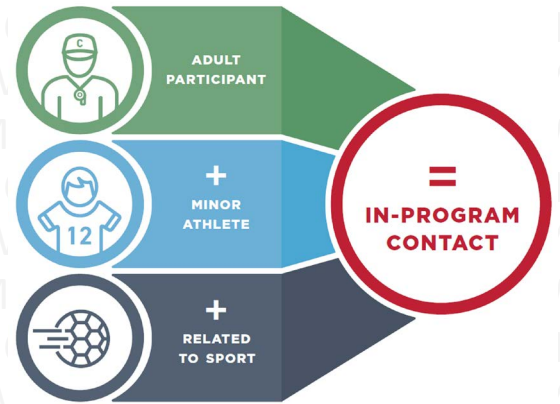 C
ADULT
PARTICIPANT
+
MINOR
ATHLETE
12
+
RELATED
TO SPORT
=
IN-PROGRAM
CONTACT